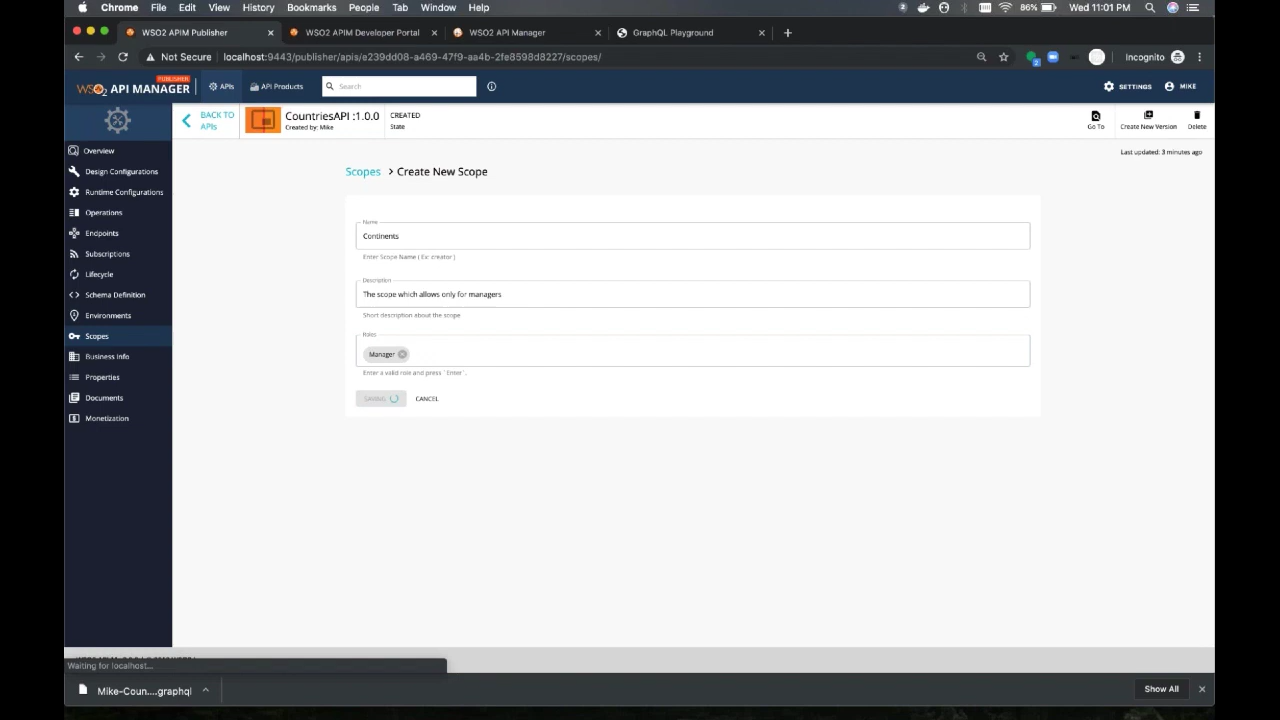 Chrome File Edit View History Bookmarks People Tab Window Help 86% Wed 11:01 PM
WSO2 APIM Publisher WSO2 APIM Developer Portal WSO2 API Manager GraphQL Playground
Not Secure localhost:9443/publisher/apis/e239dd08-a469-47f9-aa4b-2fe8598d8227/scopes/ 2 Incognito
WSO2 API MANAGER PUBLISHER APIs API Products Search SETTINGS MIKE
BACK TO APIs
CountriesAPI :1.0.0
Created by: Mike
CREATED
State
Go To Create New Version Delete
Last updated: 3 minutes ago
Overview
Design Configurations
Runtime Configurations
Operations
Endpoints
Subscriptions
Lifecycle
Schema Definition
Environments
Scopes
Business Info
Properties
Documents
Monetization
Scopes > Create New Scope
Name
Continents
Enter Scope Name ( Ex: creator )
Description
The scope which allows only for managers
Short description about the scope
Roles
Manager
Enter a valid role and press `Enter`.
SAVING CANCEL
Waiting for localhost...
Mike-Coun....graphql Show All